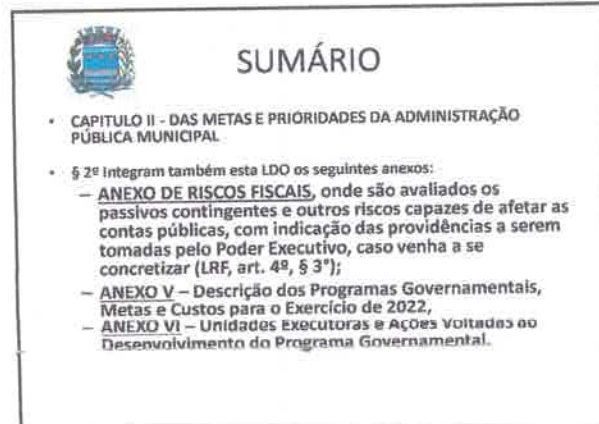 SUMÁRIO
• CAPITULO II - DAS METAS E PRIORIDADES DA ADMINISTRAÇÃO
PÚBLICA MUNICIPAL
• § 2º Integram também esta LDO os seguintes anexos:
– ANEXO DE RISCOS FISCAIS, onde são avaliados os
passivos contingentes e outros riscos capazes de afetar as
contas públicas, com indicação das providências a serem
tomadas pelo Poder Executivo, caso venha a se
concretizar (LRF, art. 4º, § 3°);
– ANEXO V – Descrição dos Programas Governamentais,
Metas e Custos para o Exercício de 2022,
– ANEXO VI – Unidades Executoras e Ações Voltadas ao
Desenvolvimento do Programa Governamental.